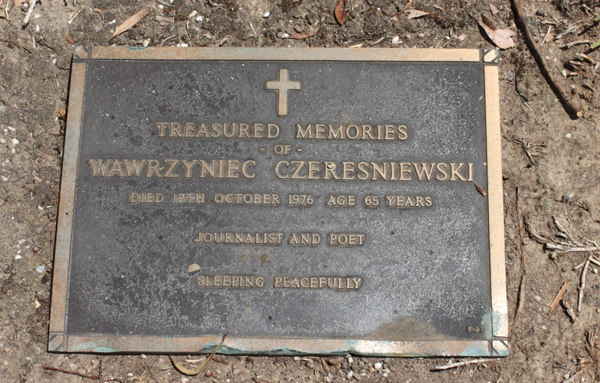 TREASURED MEMORIES
- OF -
WAWRZYNIEC CZERESNIEWSKI
DIED 12TH OCTOBER 1976 AGE 65 YEARS
JOURNALIST AND POET
SLEEPING PEACEFULLY